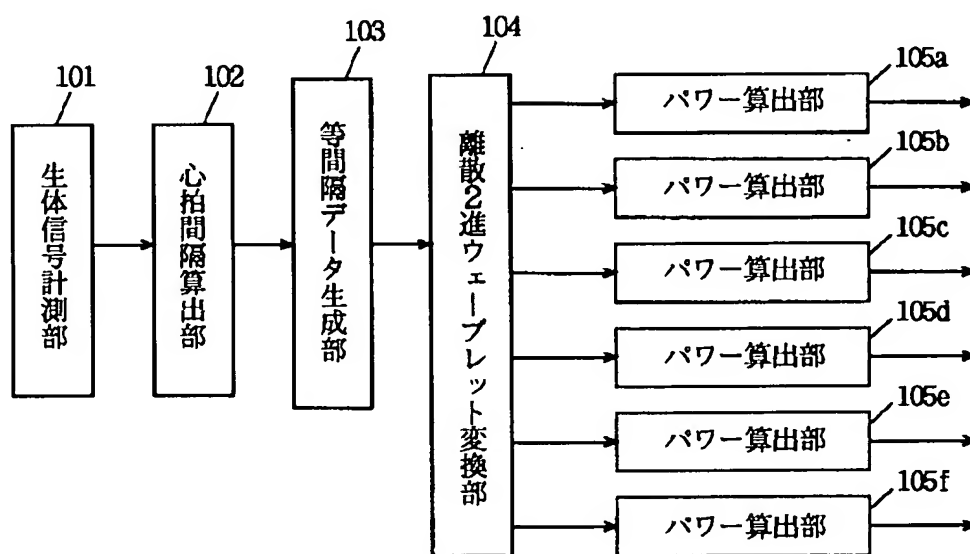 101
生体信号計測部
102
心拍間隔算出部
103
等間隔データ生成部
104
離散2進ウェーブレット変換部
105a
パワー算出部
105b
パワー算出部
105c
パワー算出部
105d
パワー算出部
105e
パワー算出部
105f
パワー算出部